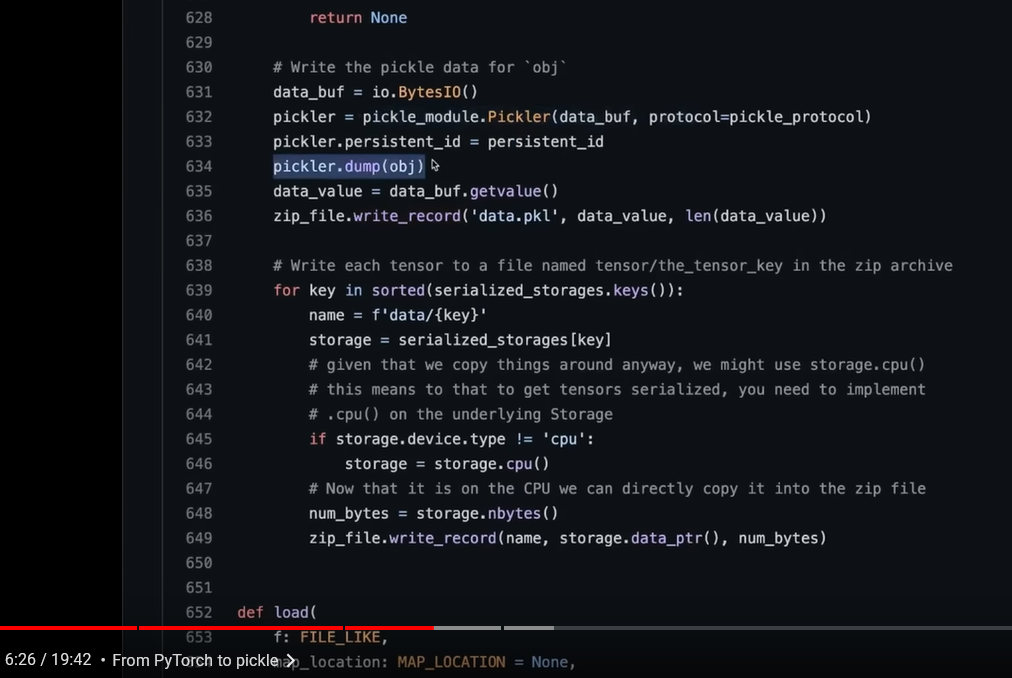 628 return None
629
630 # Write the pickle data for `obj`
631 data_buf = io.BytesIO()
632 pickler = pickle_module.Pickler(data_buf, protocol=pickle_protocol)
633 pickler.persistent_id = persistent_id
634 pickler.dump(obj)
635 data_value = data_buf.getvalue()
636 zip_file.write_record('data.pkl', data_value, len(data_value))
637
638 # Write each tensor to a file named tensor/the_tensor_key in the zip archive
639 for key in sorted(serialized_storages.keys()):
640 name = f'data/{key}'
641 storage = serialized_storages[key]
642 # given that we copy things around anyway, we might use storage.cpu()
643 # this means to that to get tensors serialized, you need to implement
644 # .cpu() on the underlying Storage
645 if storage.device.type != 'cpu':
646 storage = storage.cpu()
647 # Now that it is on the CPU we can directly copy it into the zip file
648 num_bytes = storage.nbytes()
649 zip_file.write_record(name, storage.data_ptr(), num_bytes)
650
651
652 def load(
653 f: FILE_LIKE,
map_location: MAP_LOCATION = None,
6:26 / 19:42 • From PyTorch to pickle